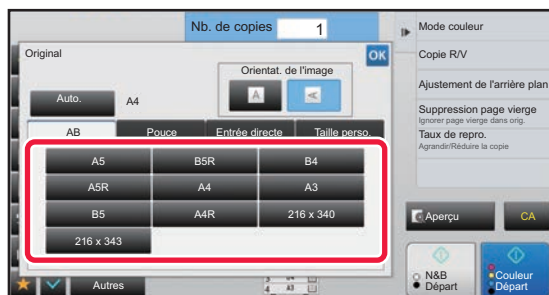 Nb. de copies 1
Mode couleur
Original
OK
Copie R/V
Orientat. de l'image
Ajustement de l'arrière plan
A A
Auto. A4
Suppression page vierge
Ignorer page vierge dans orig.
AB Pouce Entrée directe Taille perso.
Taux de repro.
Agrandir/Réduire la copie
A5 B5R B4
A5R A4 A3
B5 A4R 216 x 340
Aperçu CA
216 x 343
N&B Départ
Couleur Départ
Autres
4 A3